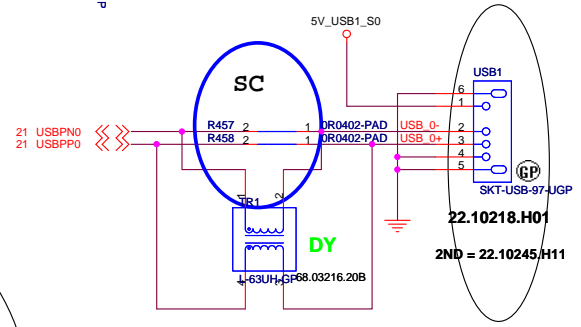 P
5V_USB1_S0
SC
USB1
6
1
R457 2 1 0R0402-PAD USB_0- 2
21 USBPN0
R458 2 1 0R0402-PAD USB_0+ 3
21 USBPP0
4
5
GP
SKT-USB-97-UGP
2
TR1
22.10218.H01
DY
2ND = 22.10245.H11
L-63UH-GP 68.03216.20B